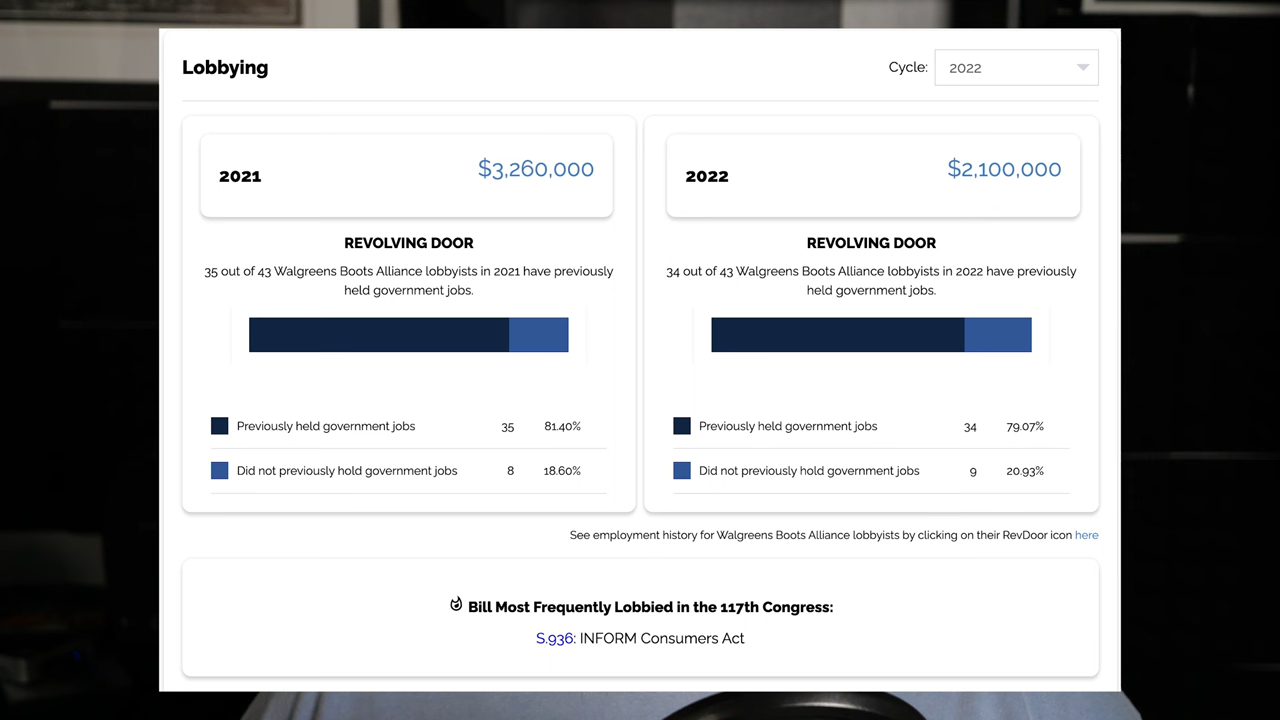 Lobbying
Cycle: 2022
2021
$3,260,000
REVOLVING DOOR
35 out of 43 Walgreens Boots Alliance lobbyists in 2021 have previously
held government jobs.
Previously held government jobs 35 81.40%
Did not previously hold government jobs 8 18.60%
2022
$2,100,000
REVOLVING DOOR
34 out of 43 Walgreens Boots Alliance lobbyists in 2022 have previously
held government jobs.
Previously held government jobs 34 79.07%
Did not previously hold government jobs 9 20.93%
See employment history for Walgreens Boots Alliance lobbyists by clicking on their RevDoor icon here
Bill Most Frequently Lobbied in the 117th Congress:
S.936: INFORM Consumers Act